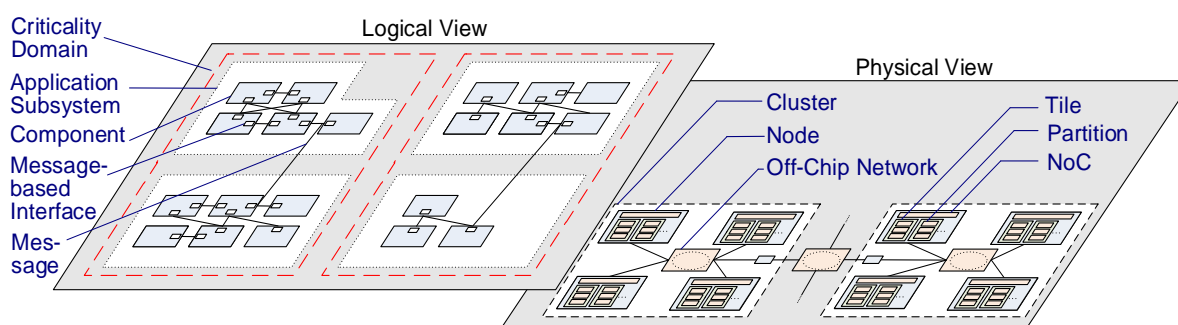 Logical View
Criticality
Domain
Application
Subsystem
Component
Message-
based
Interface
Mes-
sage
Physical View
Cluster
Node
Off-Chip Network
Tile
Partition
NoC